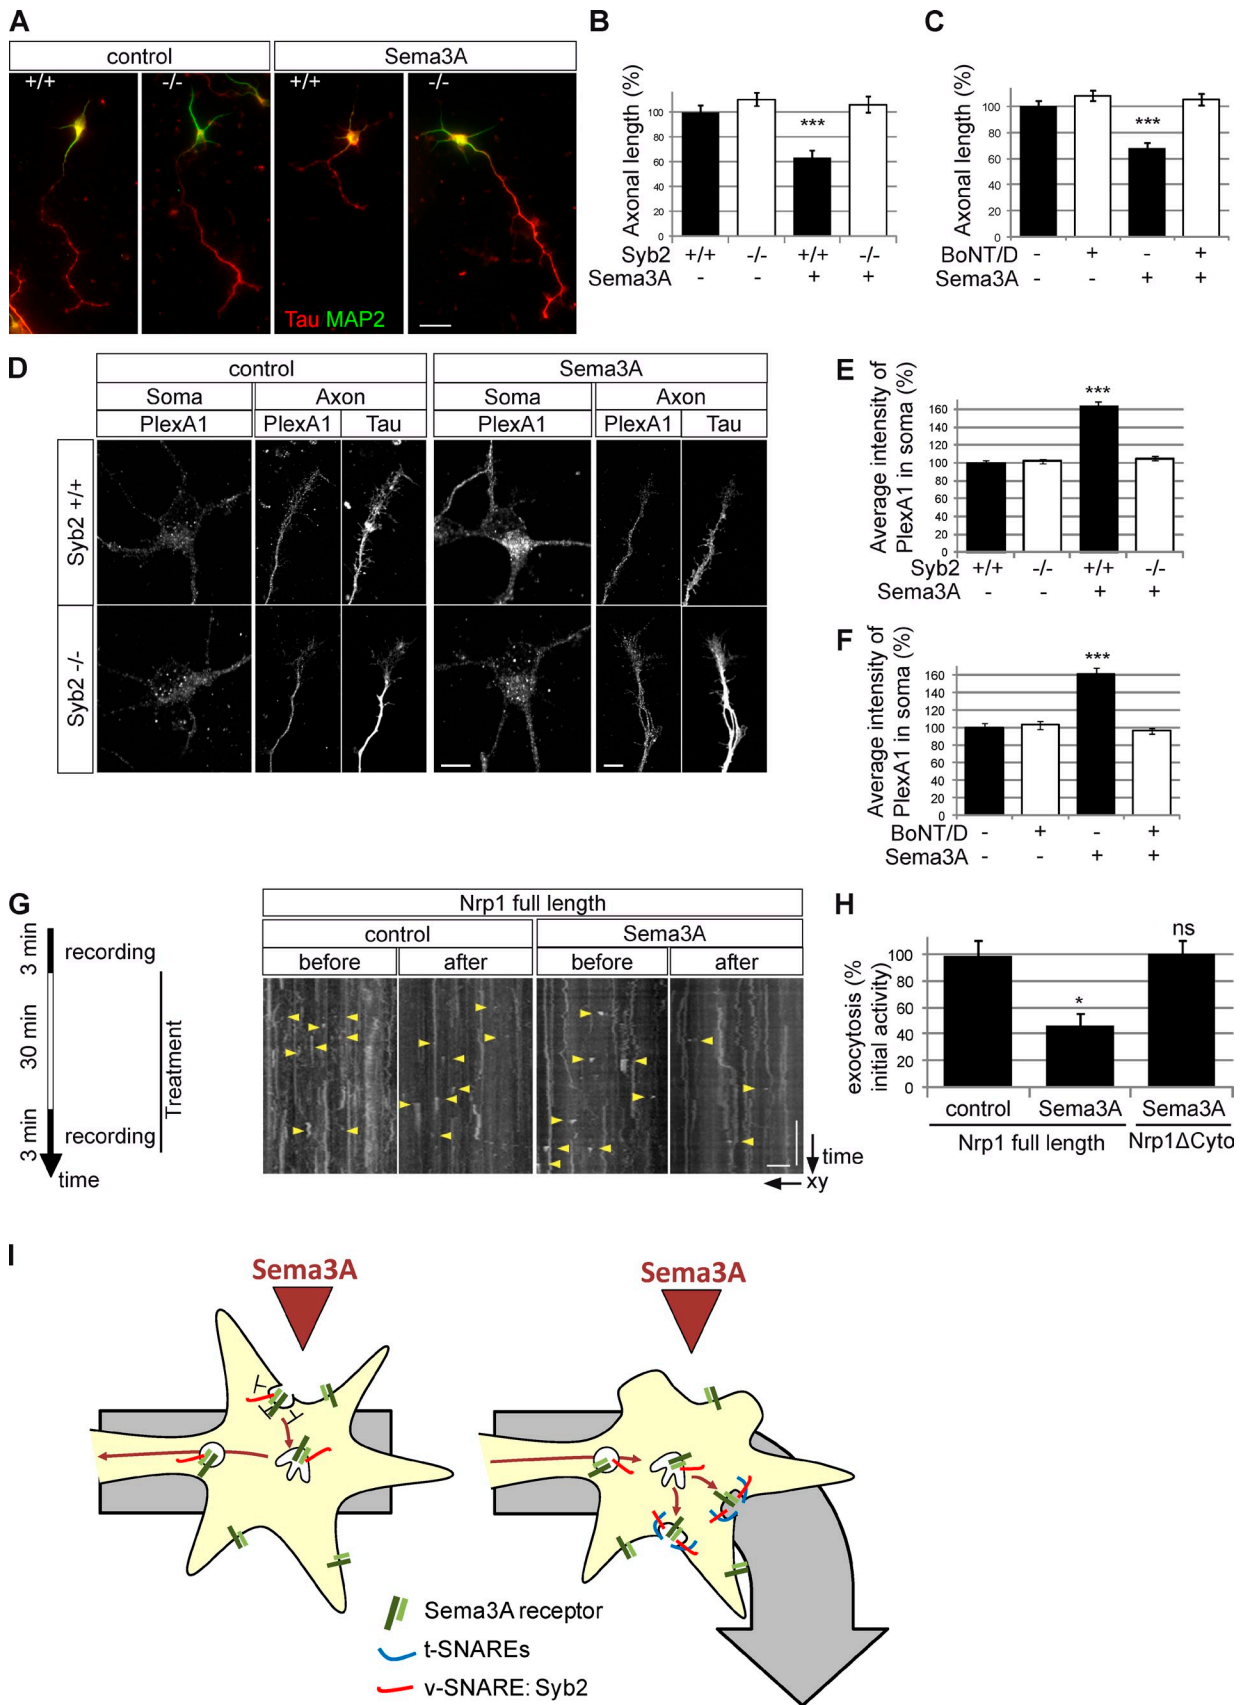 A
control
Sema3A
+/+
-/-
+/+
-/-
Tau MAP2
B
Axonal length (%)
100
80
60
40
20
0
Syb2 +/+ -/- +/+ -/-
Sema3A - - + +
***
C
Axonal length (%)
100
80
60
40
20
0
BoNT/D - + - +
Sema3A - - + +
***
D
control
Sema3A
Soma
Axon
Soma
Axon
PlexA1
PlexA1
Tau
PlexA1
PlexA1
Tau
Syb2 +/+
Syb2 -/-
E
Average intensity of
PlexA1 in soma (%)
160
140
120
100
80
60
40
20
0
***
Syb2 +/+ -/- +/+ -/-
Sema3A - - + +
F
Average intensity of
PlexA1 in soma (%)
160
140
120
100
80
60
40
20
0
***
BoNT/D - + - +
Sema3A - - + +
G
3 min
30 min
3 min
recording
Treatment
recording
time
Nrp1 full length
control
Sema3A
before
after
before
after
time
xy
H
exocytosis (%
initial activity)
100
80
60
40
20
0
*
ns
control
Sema3A
Sema3A
Nrp1 full length
Nrp1ΔCyto
I
Sema3A
Sema3A
Sema3A receptor
t-SNAREs
v-SNARE: Syb2